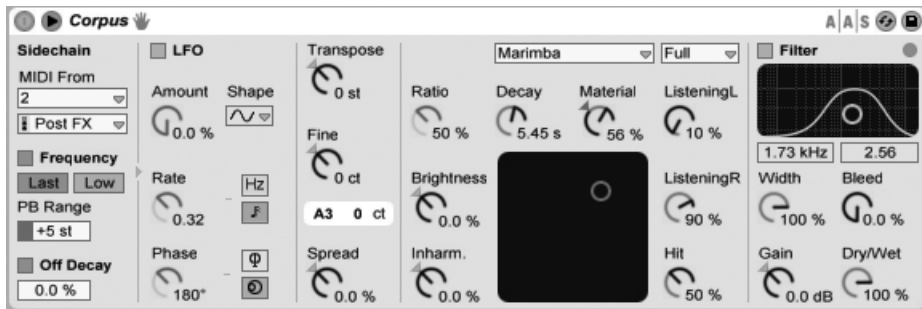 Corpus
A A S
Sidechain
MIDI From
2
Post FX
Frequency
Last Low
PB Range
+5 st
Off Decay
0.0 %
LFO
Amount Shape
0.0 %
Rate
0.32
Hz
Phase
180°
Φ
Transpose
0 st
Fine
0 ct
A3 0 ct
Spread
0.0 %
Marimba Full
Ratio Decay Material ListeningL
50 % 5.45 s 56 % 10 %
Brightness
0.0 %
Inharm.
0.0 %
ListeningR
90 %
Hit
50 %
Filter
1.73 kHz 2.56
Width Bleed
100 % 0.0 %
Gain Dry/Wet
0.0 dB 100 %